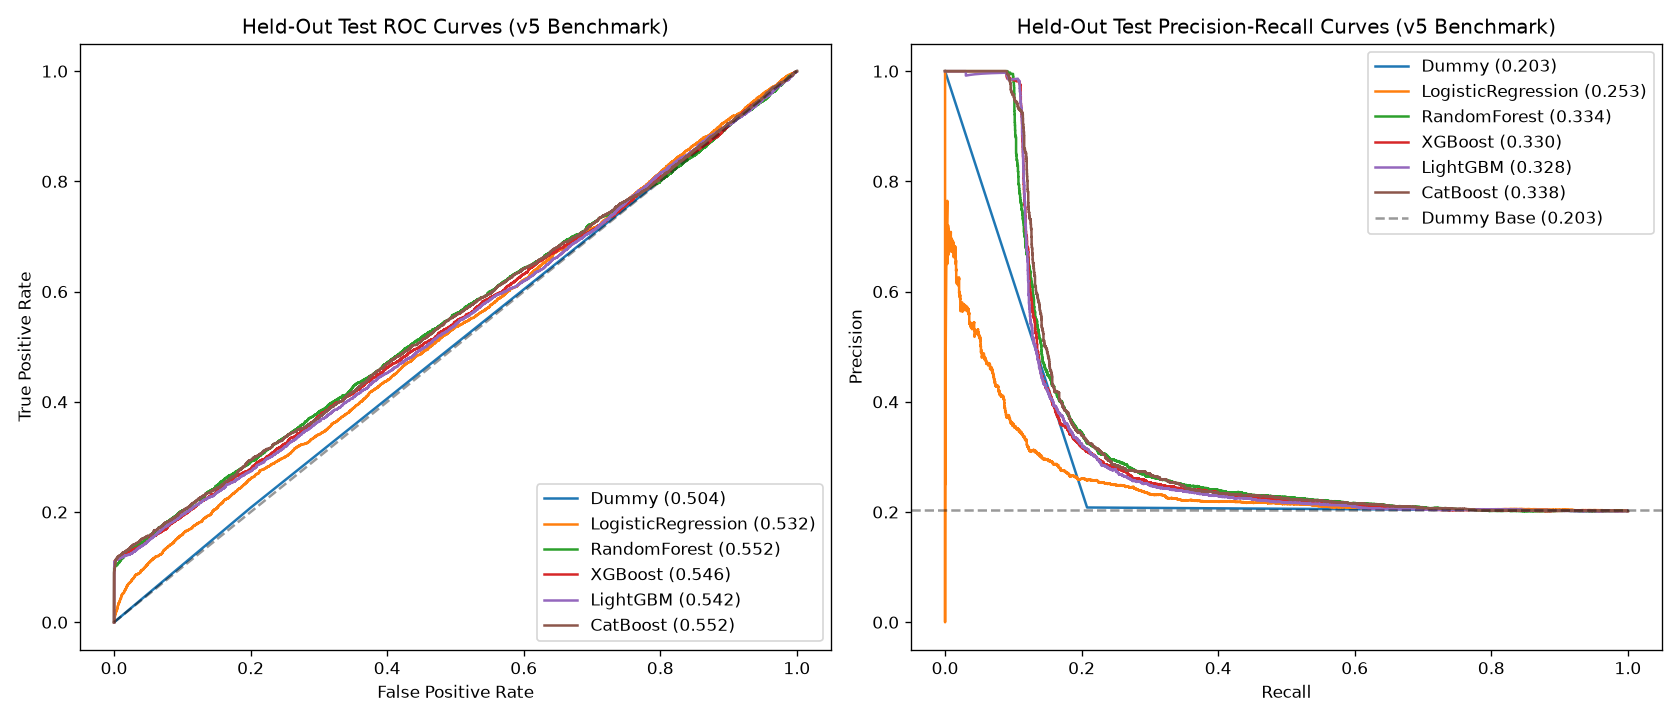 Held-Out Test ROC Curves (v5 Benchmark)
True Positive Rate
1.0
0.8
0.6
0.4
0.2
0.0
0.0 0.2 0.4 0.6 0.8 1.0
False Positive Rate
Dummy (0.504)
LogisticRegression (0.532)
RandomForest (0.552)
XGBoost (0.546)
LightGBM (0.542)
CatBoost (0.552)
Held-Out Test Precision-Recall Curves (v5 Benchmark)
Precision
1.0
0.8
0.6
0.4
0.2
0.0
0.0 0.2 0.4 0.6 0.8 1.0
Recall
Dummy (0.203)
LogisticRegression (0.253)
RandomForest (0.334)
XGBoost (0.330)
LightGBM (0.328)
CatBoost (0.338)
Dummy Base (0.203)